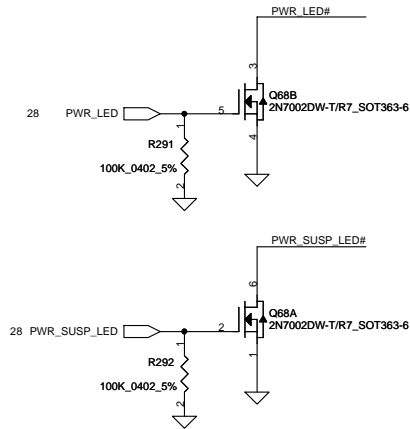 PWR_LED#
3
Q68B
2N7002DW-T/R7_SOT363-6
28 PWR_LED
5
4
1
R291
100K_0402_5%
2
PWR_SUSP_LED#
6
Q68A
2N7002DW-T/R7_SOT363-6
28 PWR_SUSP_LED
2
1
1
R292
100K_0402_5%
2